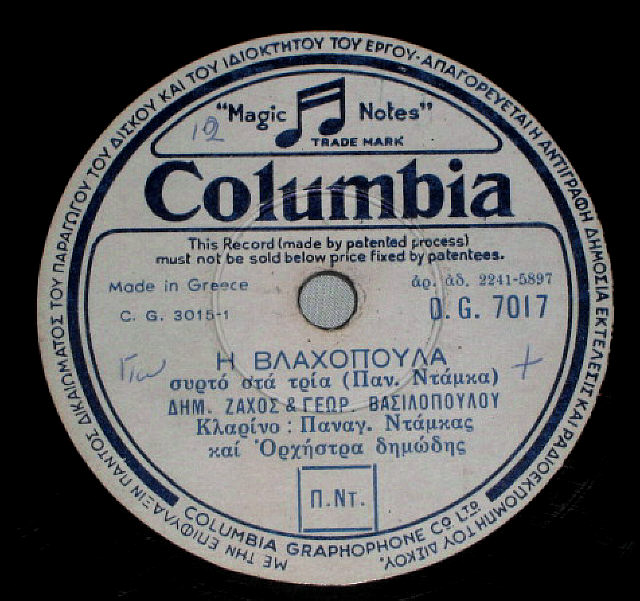 ΜΕ ΤΗΝ ΕΠΙΦΥΛΑΞΙΝ ΠΑΝΤΟΣ ΔΙΚΑΙΩΜΑΤΟΣ ΤΟΥ ΠΑΡΑΓΩΓΟΥ ΤΟΥ ΔΙΣΚΟΥ ΚΑΙ ΤΟΥ ΙΔΙΟΚΤΗΤΟΥ ΤΟΥ ΕΡΓΟΥ· ΑΠΑΓΟΡΕΥΕΤΑΙ Η ΑΝΤΙΓΡΑΦΗ ΔΗΜΟΣΙΑ ΕΚΤΕΛΕΣΙΣ ΚΑΙ ΡΑΔΙΟΕΚΠΟΜΠΗ ΤΟΥ ΔΙΣΚΟΥ.
"Magic Notes"
TRADE MARK
12
Columbia
This Record (made by patented process)
must not be sold below price fixed by patentees.
Made in Greece
ἀρ. ἀδ. 2241-5897
C. G. 3015-1
D.G. 7017
Η ΒΛΑΧΟΠΟΥΛΑ
συρτό στά τρία (Παν. Ντάμκα)
ΔΗΜ. ΖΑΧΟΣ & ΓΕΩΡ. ΒΑΣΙΛΟΠΟΥΛΟΥ
Κλαρίνο : Παναγ. Ντάμκας
καί Ὀρχήστρα δημώδης
Π.Ντ.
COLUMBIA GRAPHOPHONE CO LTD